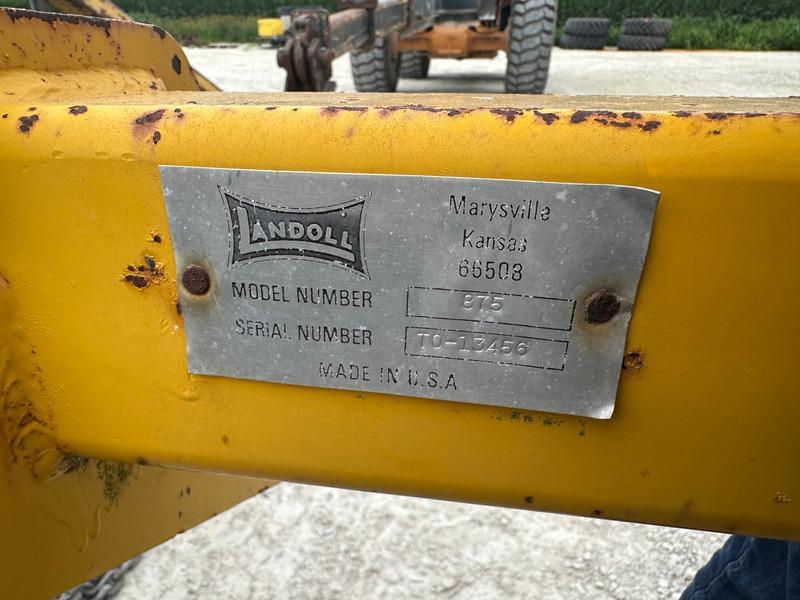 LANDOLL
Marysville
Kansas
66508
MODEL NUMBER 875
SERIAL NUMBER TO-13456
MADE IN U.S.A.